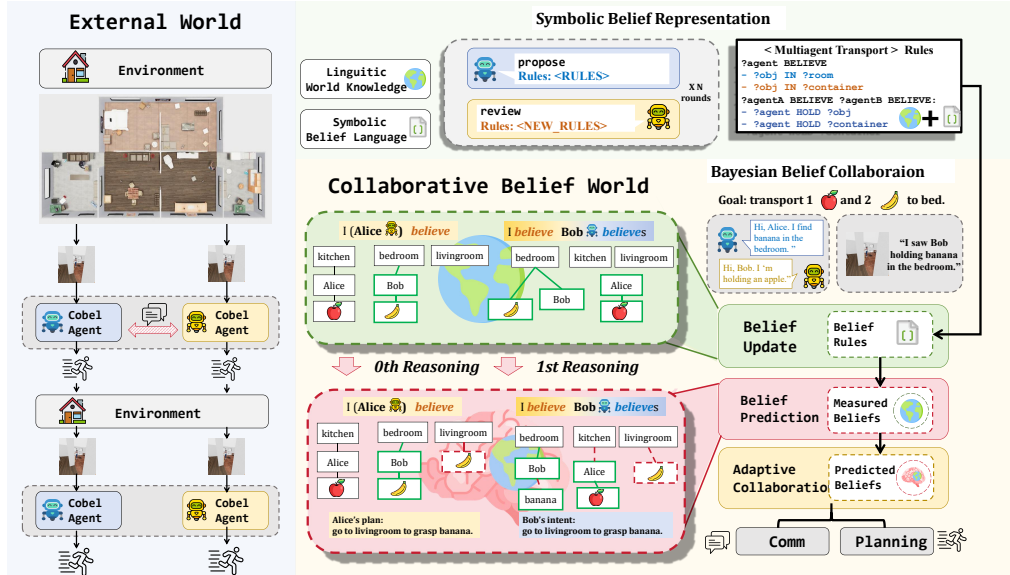 External World
Environment
Cobel
Agent
Cobel
Agent
Environment
Cobel
Agent
Cobel
Agent
Symbolic Belief Representation
Linguitic
World Knowledge
Symbolic
Belief Language
propose
Rules: <RULES>
review
Rules: <NEW_RULES>
X N
rounds
< Multiagent Transport > Rules
?agent BELIEVE
- ?obj IN ?room
- ?obj IN ?container
?agentA BELIEVE ?agentB BELIEVE:
- ?agent HOLD ?obj
- ?agent HOLD ?container
Collaborative Belief World
I (Alice ) believe
I believe Bob believes
kitchen
bedroom
livingroom
bedroom
kitchen
livingroom
Alice
Bob
Bob
Alice
0th Reasoning
1st Reasoning
I (Alice ) believe
I believe Bob believes
kitchen
bedroom
livingroom
bedroom
kitchen
livingroom
Alice
Bob
Bob
Alice
banana
Alice's plan:
go to livingroom to grasp banana.
Bob's intent:
go to livingroom to grasp banana.
Bayesian Belief Collaboraion
Goal: transport 1 and 2 to bed.
Hi, Alice. I find
banana in the
bedroom. ”
Hi, Bob. I ‘m
holding an apple.”
“I saw Bob
holding banana
in the bedroom.”
Belief
Update
Belief
Rules
Belief
Prediction
Measured
Beliefs
Adaptive
Collaboratio
Predicted
Beliefs
Comm
Planning